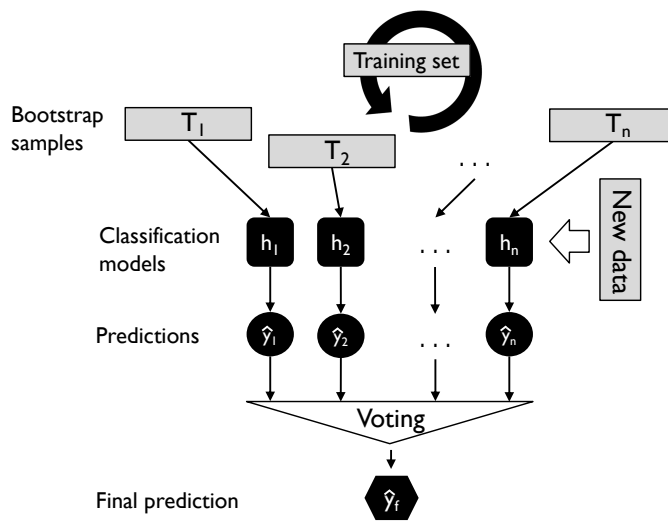 Training set
Bootstrap
samples
T1
T2
. . .
Tn
Classification
models
h1
h2
. . .
hn
New data
Predictions
ŷ1
ŷ2
. . .
ŷn
Voting
Final prediction
ŷf